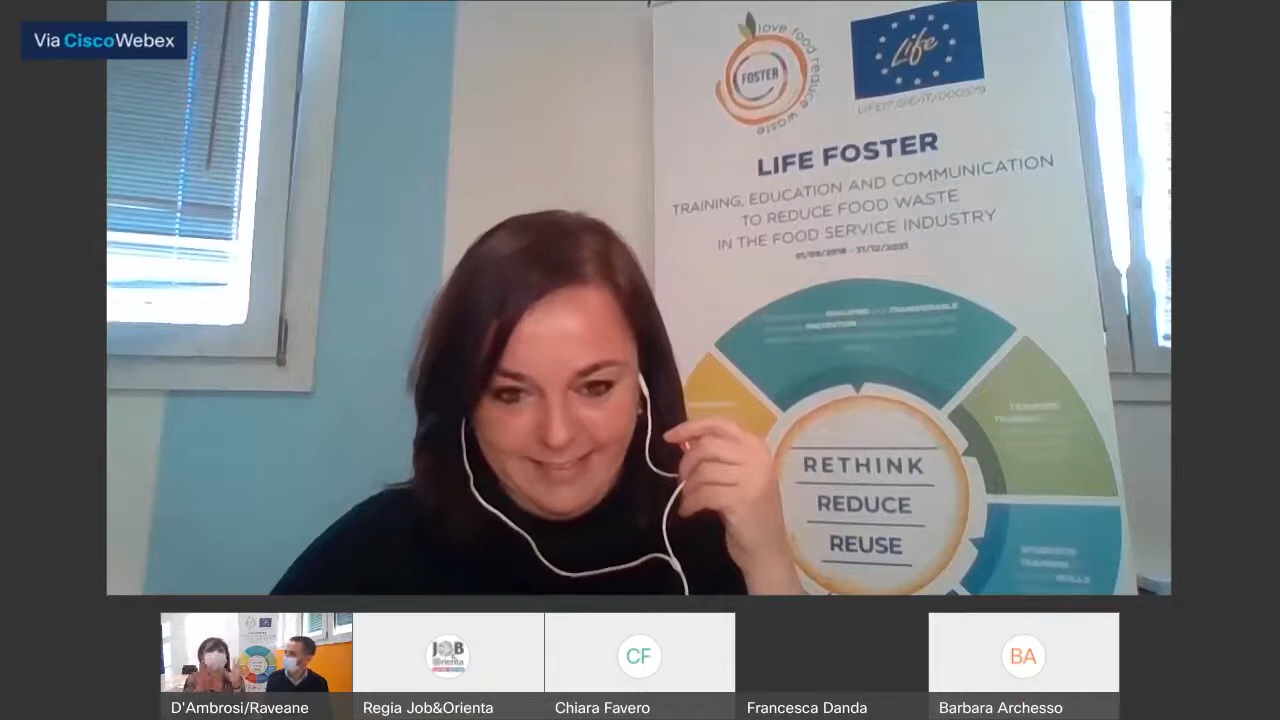 Via CiscoWebex
love food reduce waste
FOSTER
Life
LIFE FOSTER
TRAINING, EDUCATION AND COMMUNICATION
TO REDUCE FOOD WASTE
IN THE FOOD SERVICE INDUSTRY
RETHINK
REDUCE
REUSE
JOB
Orienta
CF
BA
D'Ambrosi/Raveane
Regia Job&Orienta
Chiara Favero
Francesca Danda
Barbara Archesso